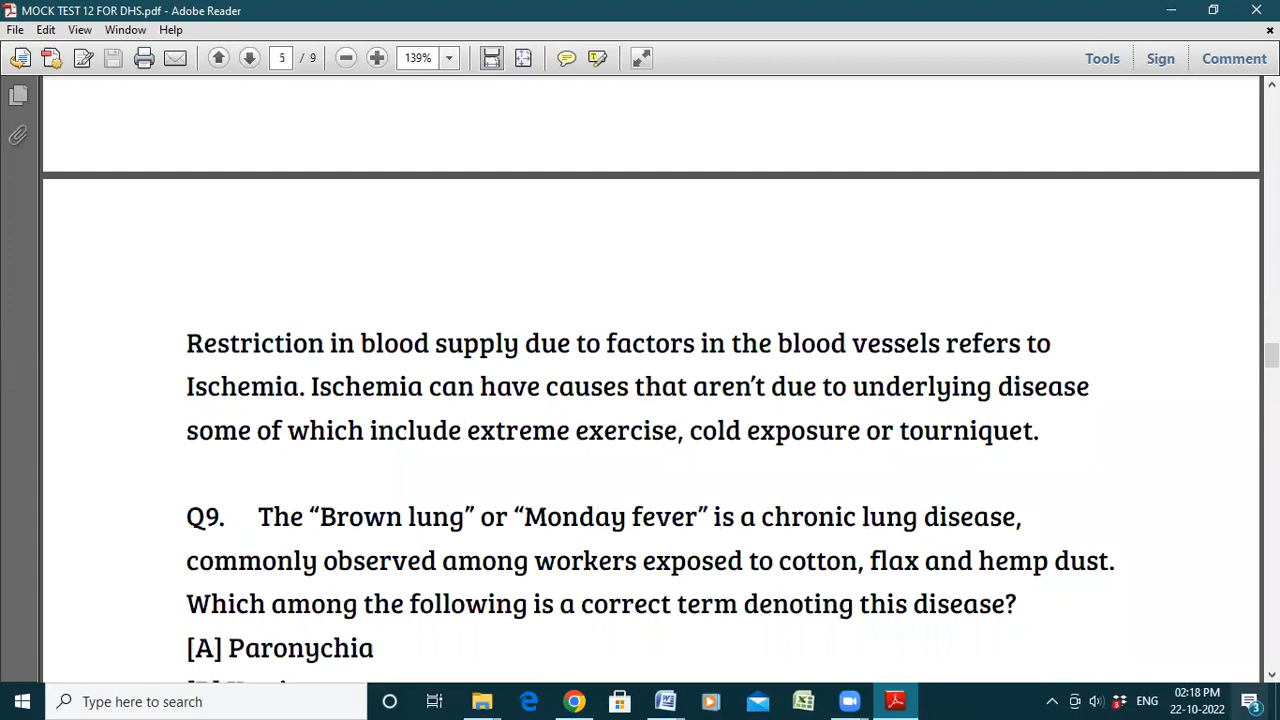 MOCK TEST 12 FOR DHS.pdf - Adobe Reader
File Edit View Window Help
5 / 9 139% Tools Sign Comment
Restriction in blood supply due to factors in the blood vessels refers to
Ischemia. Ischemia can have causes that aren’t due to underlying disease
some of which include extreme exercise, cold exposure or tourniquet.
Q9. The “Brown lung” or “Monday fever” is a chronic lung disease,
commonly observed among workers exposed to cotton, flax and hemp dust.
Which among the following is a correct term denoting this disease?
[A] Paronychia
Type here to search
ENG
02:18 PM
22-10-2022
3